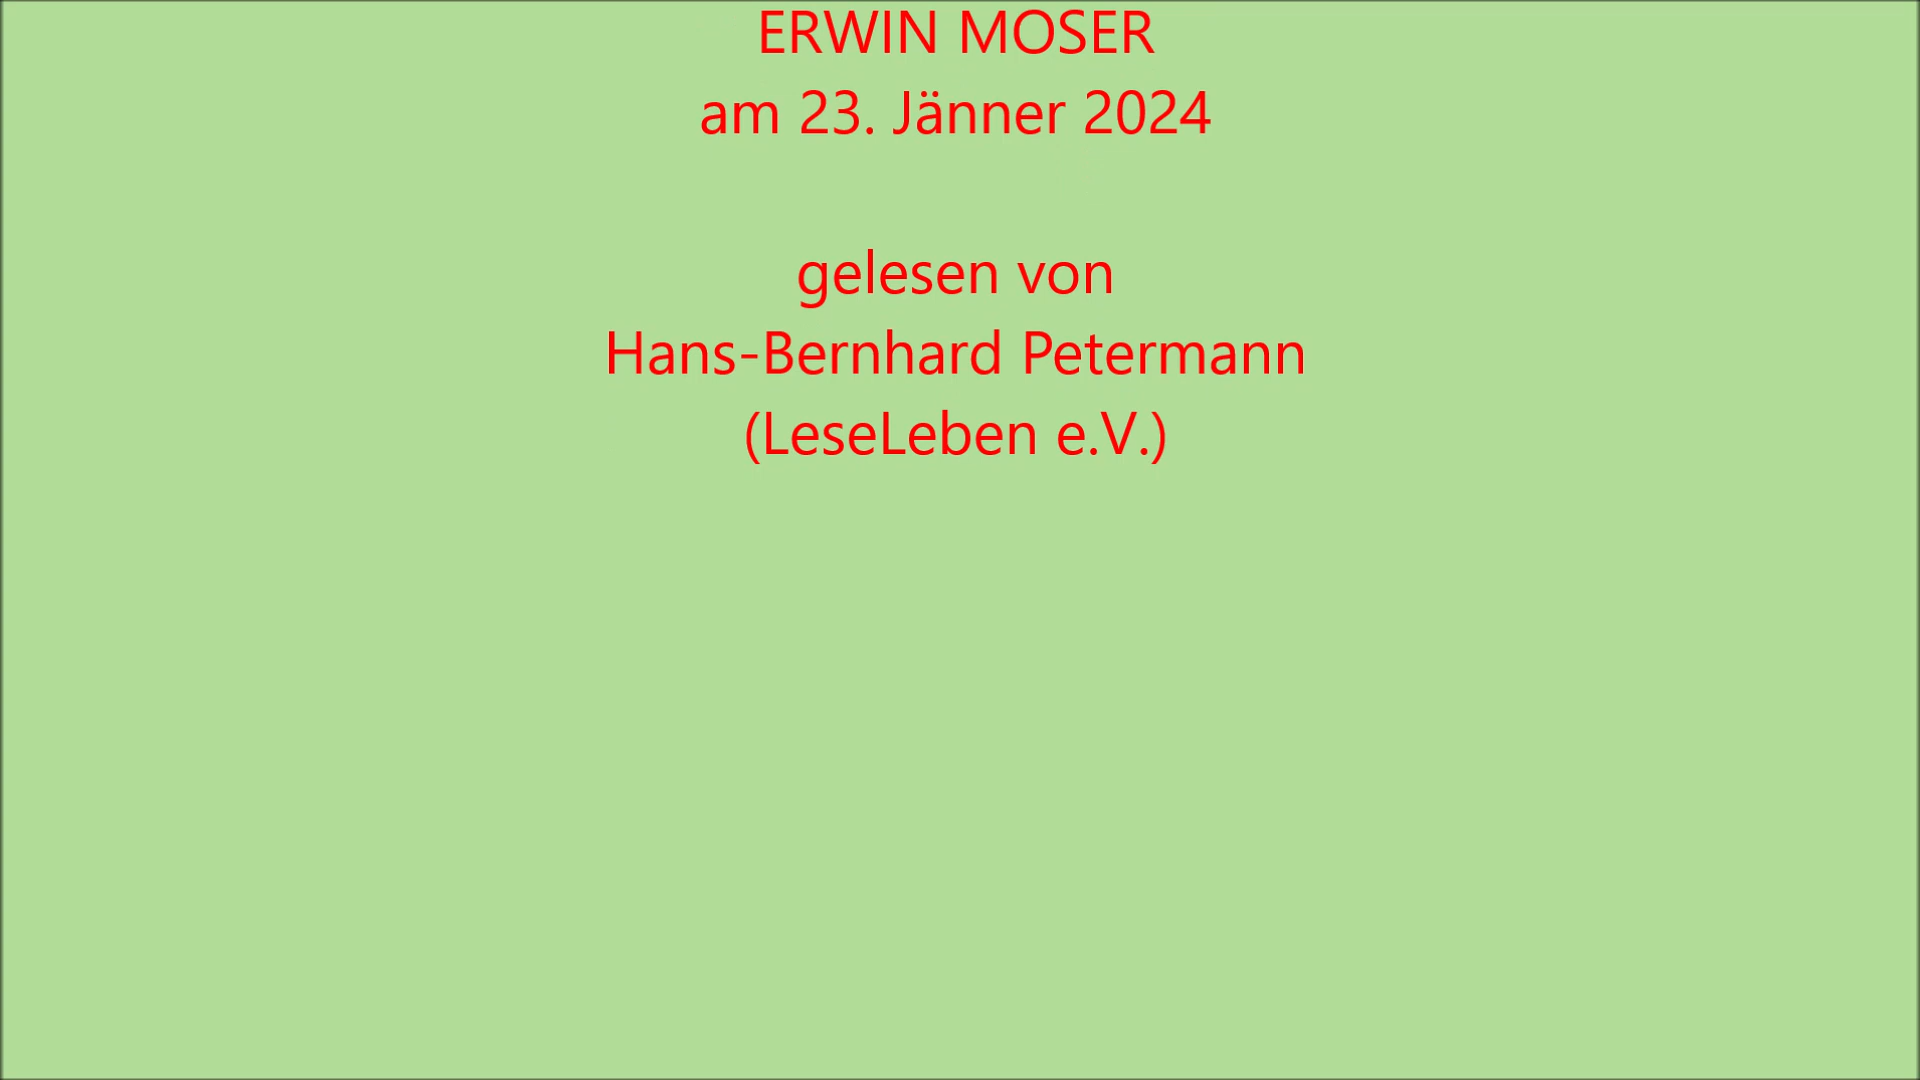 ERWIN MOSER
am 23. Jänner 2024
gelesen von
Hans-Bernhard Petermann
(LeseLeben e.V.)